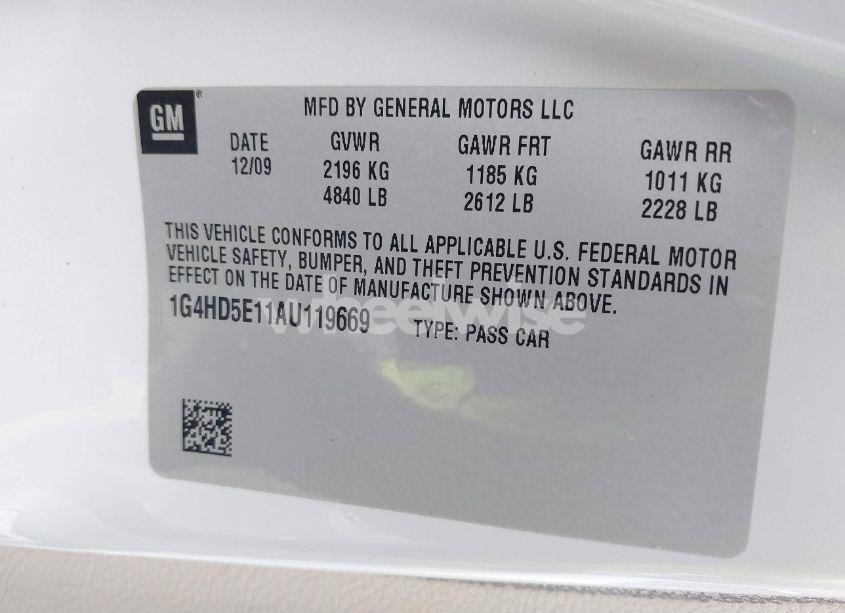 GM®
MFD BY GENERAL MOTORS LLC
DATE GVWR GAWR FRT GAWR RR
12/09 2196 KG 1185 KG 1011 KG
4840 LB 2612 LB 2228 LB
THIS VEHICLE CONFORMS TO ALL APPLICABLE U.S. FEDERAL MOTOR
VEHICLE SAFETY, BUMPER, AND THEFT PREVENTION STANDARDS IN
EFFECT ON THE DATE OF MANUFACTURE SHOWN ABOVE.
1G4HD5E11AU119669 TYPE: PASS CAR
wheelwise